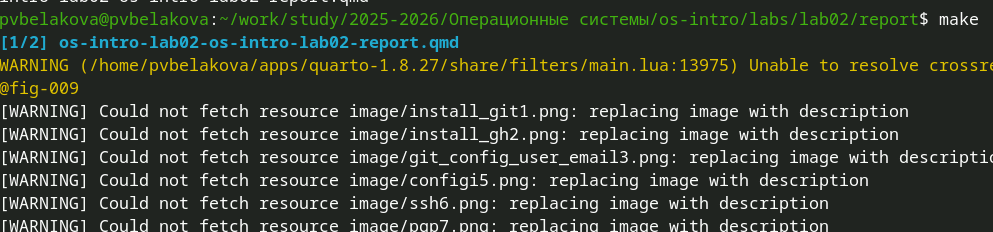 pvbelakova@pvbelakova:~/work/study/2025-2026/Операционные системы/os-intro/labs/lab02/report$ make
[1/2] os-intro-lab02-os-intro-lab02-report.qmd
WARNING (/home/pvbelakova/apps/quarto-1.8.27/share/filters/main.lua:13975) Unable to resolve crossre
@fig-009
[WARNING] Could not fetch resource image/install_git1.png: replacing image with description
[WARNING] Could not fetch resource image/install_gh2.png: replacing image with description
[WARNING] Could not fetch resource image/git_config_user_email3.png: replacing image with descriptio
[WARNING] Could not fetch resource image/configi5.png: replacing image with description
[WARNING] Could not fetch resource image/ssh6.png: replacing image with description
[WARNING] Could not fetch resource image/pgp7.png: replacing image with description